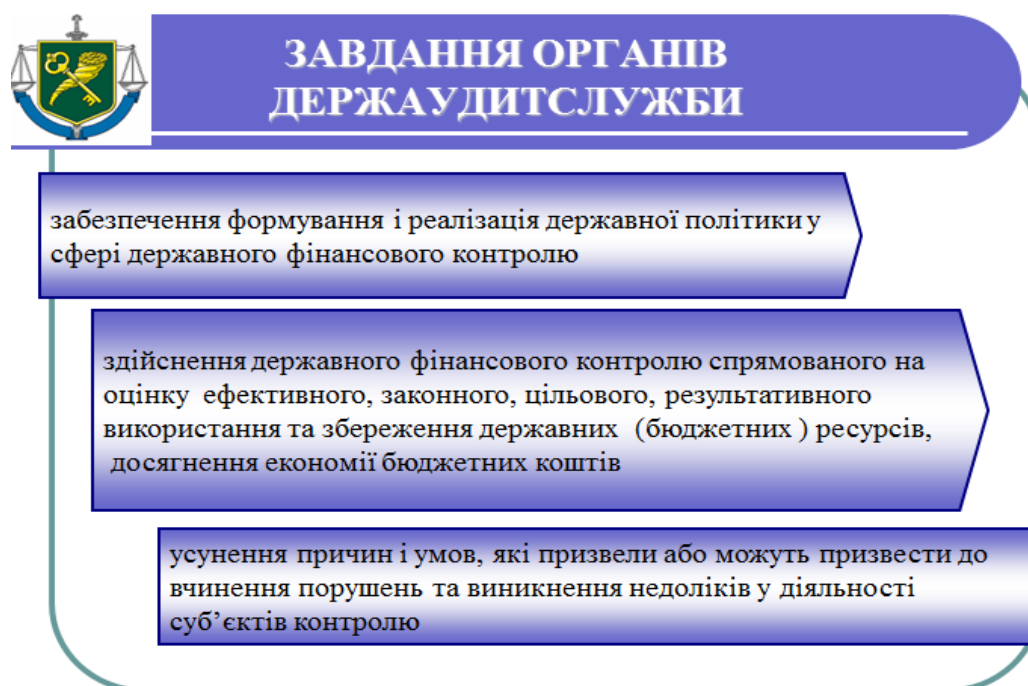 ЗАВДАННЯ ОРГАНІВ
ДЕРЖАУДИТСЛУЖБИ
забезпечення формування і реалізація державної політики у
сфері державного фінансового контролю
здійснення державного фінансового контролю спрямованого на
оцінку ефективного, законного, цільового, результативного
використання та збереження державних (бюджетних ) ресурсів,
досягнення економії бюджетних коштів
усунення причин і умов, які призвели або можуть призвести до
вчинення порушень та виникнення недоліків у діяльності
суб’єктів контролю